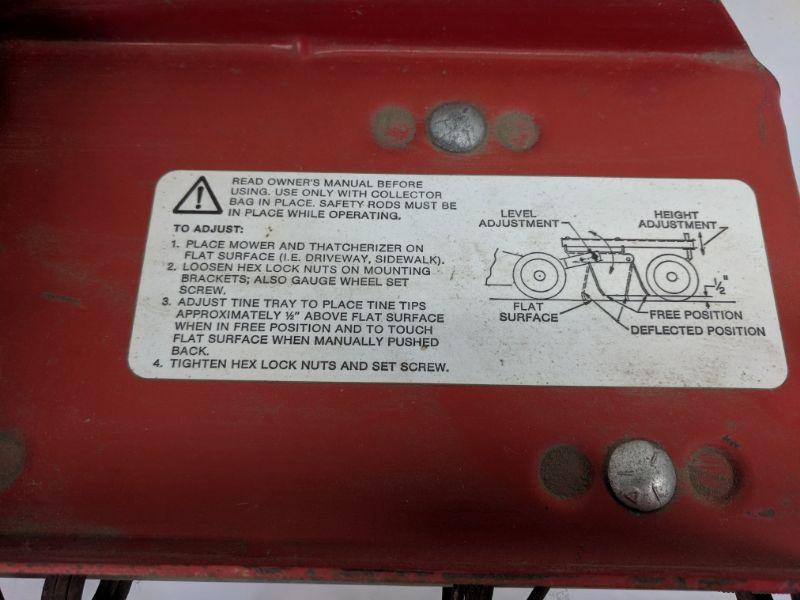 READ OWNER'S MANUAL BEFORE
USING. USE ONLY WITH COLLECTOR
BAG IN PLACE. SAFETY RODS MUST BE
IN PLACE WHILE OPERATING.
TO ADJUST:
1. PLACE MOWER AND THATCHERIZER ON
FLAT SURFACE (I.E. DRIVEWAY, SIDEWALK).
2. LOOSEN HEX LOCK NUTS ON MOUNTING
BRACKETS; ALSO GAUGE WHEEL SET
SCREW.
3. ADJUST TINE TRAY TO PLACE TINE TIPS
APPROXIMATELY ½" ABOVE FLAT SURFACE
WHEN IN FREE POSITION AND TO TOUCH
FLAT SURFACE WHEN MANUALLY PUSHED
BACK.
4. TIGHTEN HEX LOCK NUTS AND SET SCREW.
LEVEL
ADJUSTMENT
HEIGHT
ADJUSTMENT
½"
FLAT
SURFACE
FREE POSITION
DEFLECTED POSITION